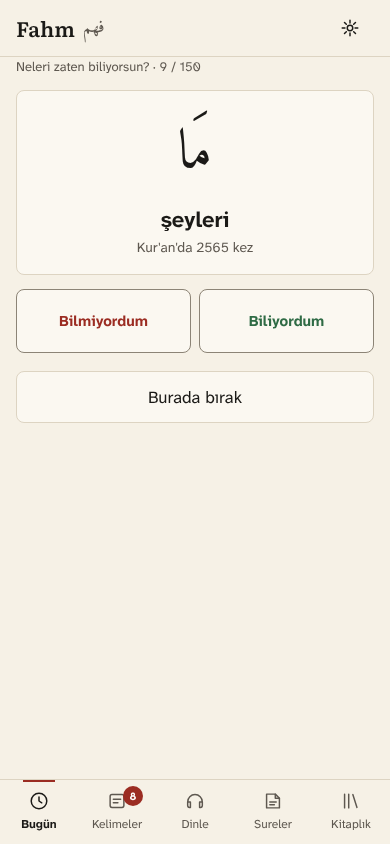 Fahm فهم
Neleri zaten biliyorsun? · 9 / 150
مَا
şeyleri
Kur'an'da 2565 kez
Bilmiyordum
Biliyordum
Burada bırak
8
Bugün
Kelimeler
Dinle
Sureler
Kitaplık